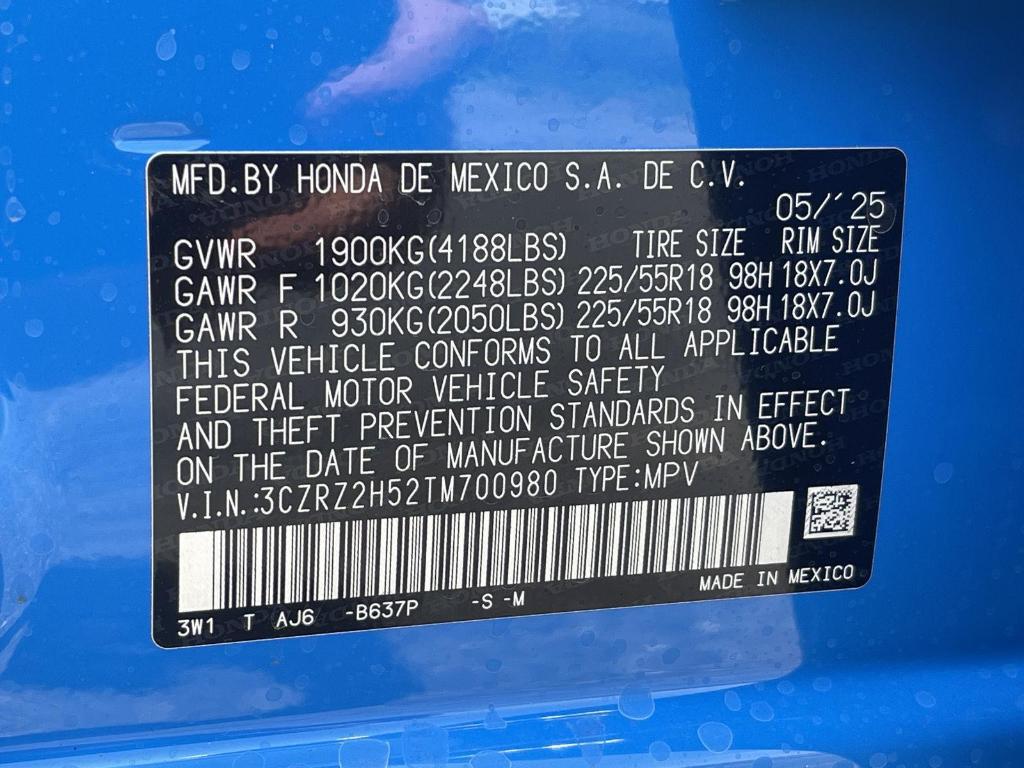 MFD.BY HONDA DE MEXICO S.A. DE C.V.
05/´25
GVWR 1900KG(4188LBS) TIRE SIZE RIM SIZE
GAWR F 1020KG(2248LBS) 225/55R18 98H 18X7.0J
GAWR R 930KG(2050LBS) 225/55R18 98H 18X7.0J
THIS VEHICLE CONFORMS TO ALL APPLICABLE
FEDERAL MOTOR VEHICLE SAFETY
AND THEFT PREVENTION STANDARDS IN EFFECT
ON THE DATE OF MANUFACTURE SHOWN ABOVE.
V.I.N.:3CZRZ2H52TM700980 TYPE:MPV
MADE IN MEXICO
3W1 T AJ6 -B637P -S -M